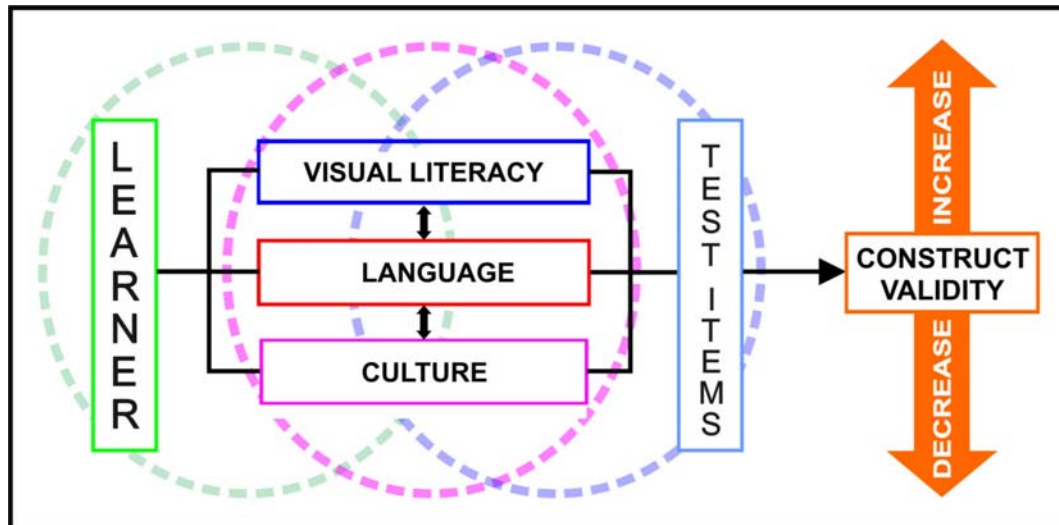 LEARNER
VISUAL LITERACY
LANGUAGE
CULTURE
TEST ITEMS
INCREASE
CONSTRUCT
VALIDITY
DECREASE